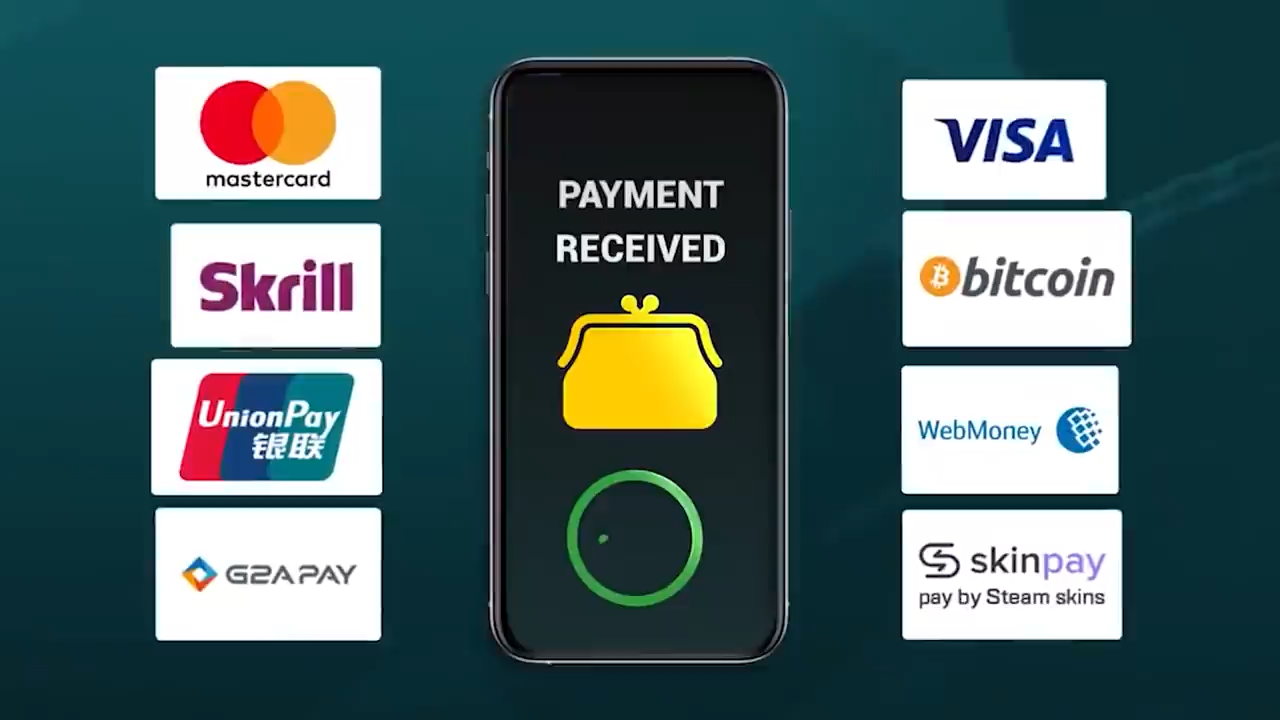 mastercard
Skrill
UnionPay
银联
G2A PAY
PAYMENT
RECEIVED
VISA
bitcoin
WebMoney
skinpay
pay by Steam skins